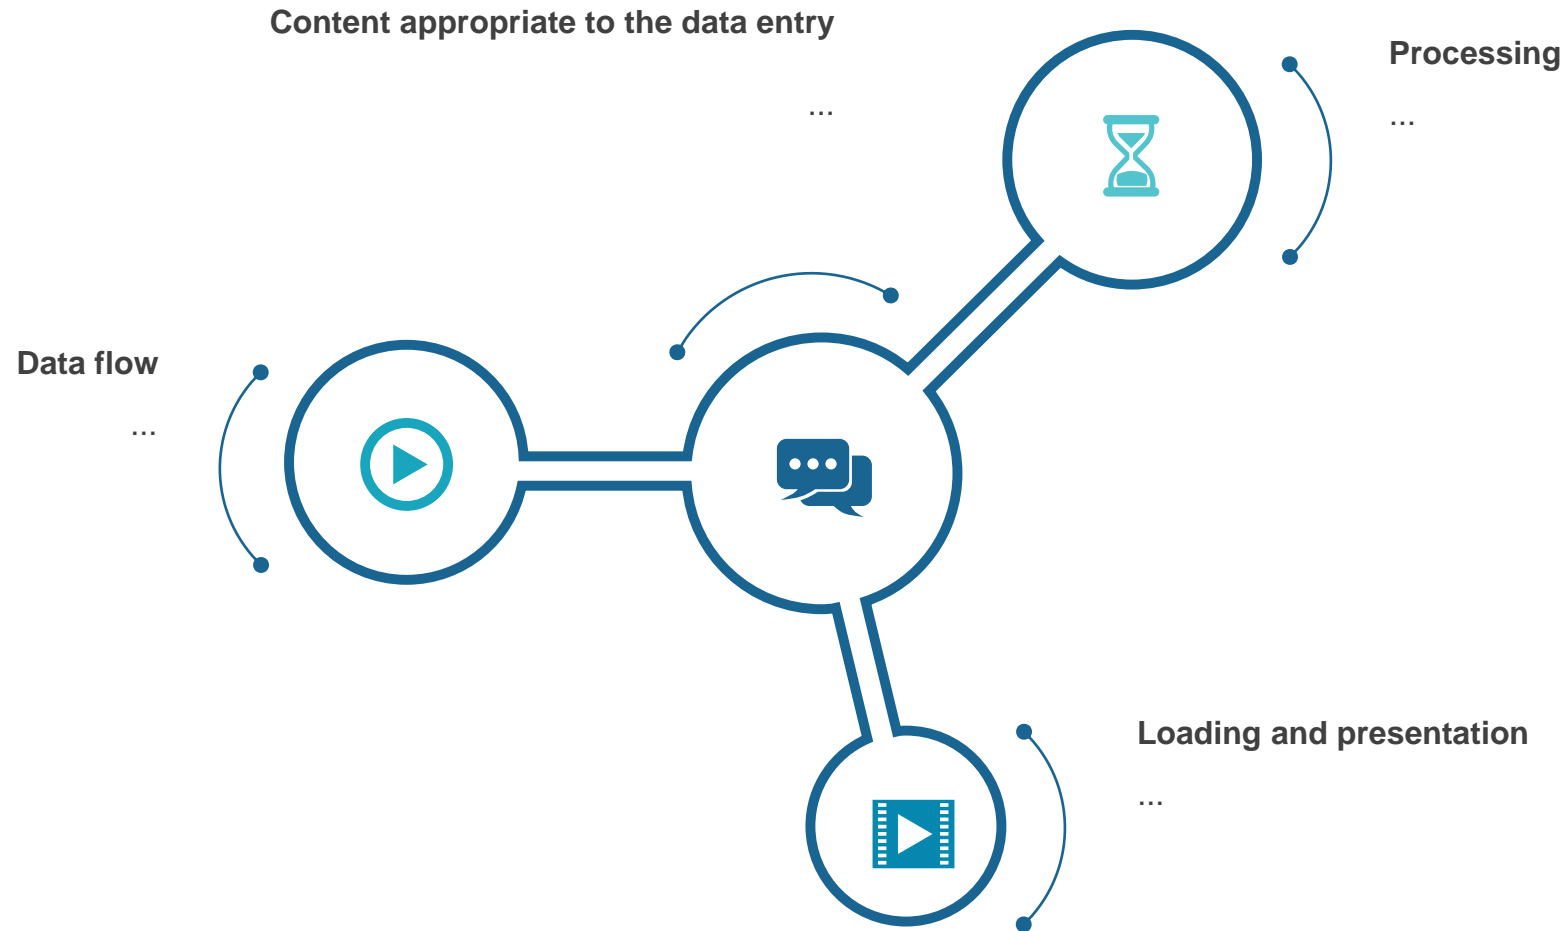 Content appropriate to the data entry
...
Processing
...
Data flow
...
Loading and presentation
...